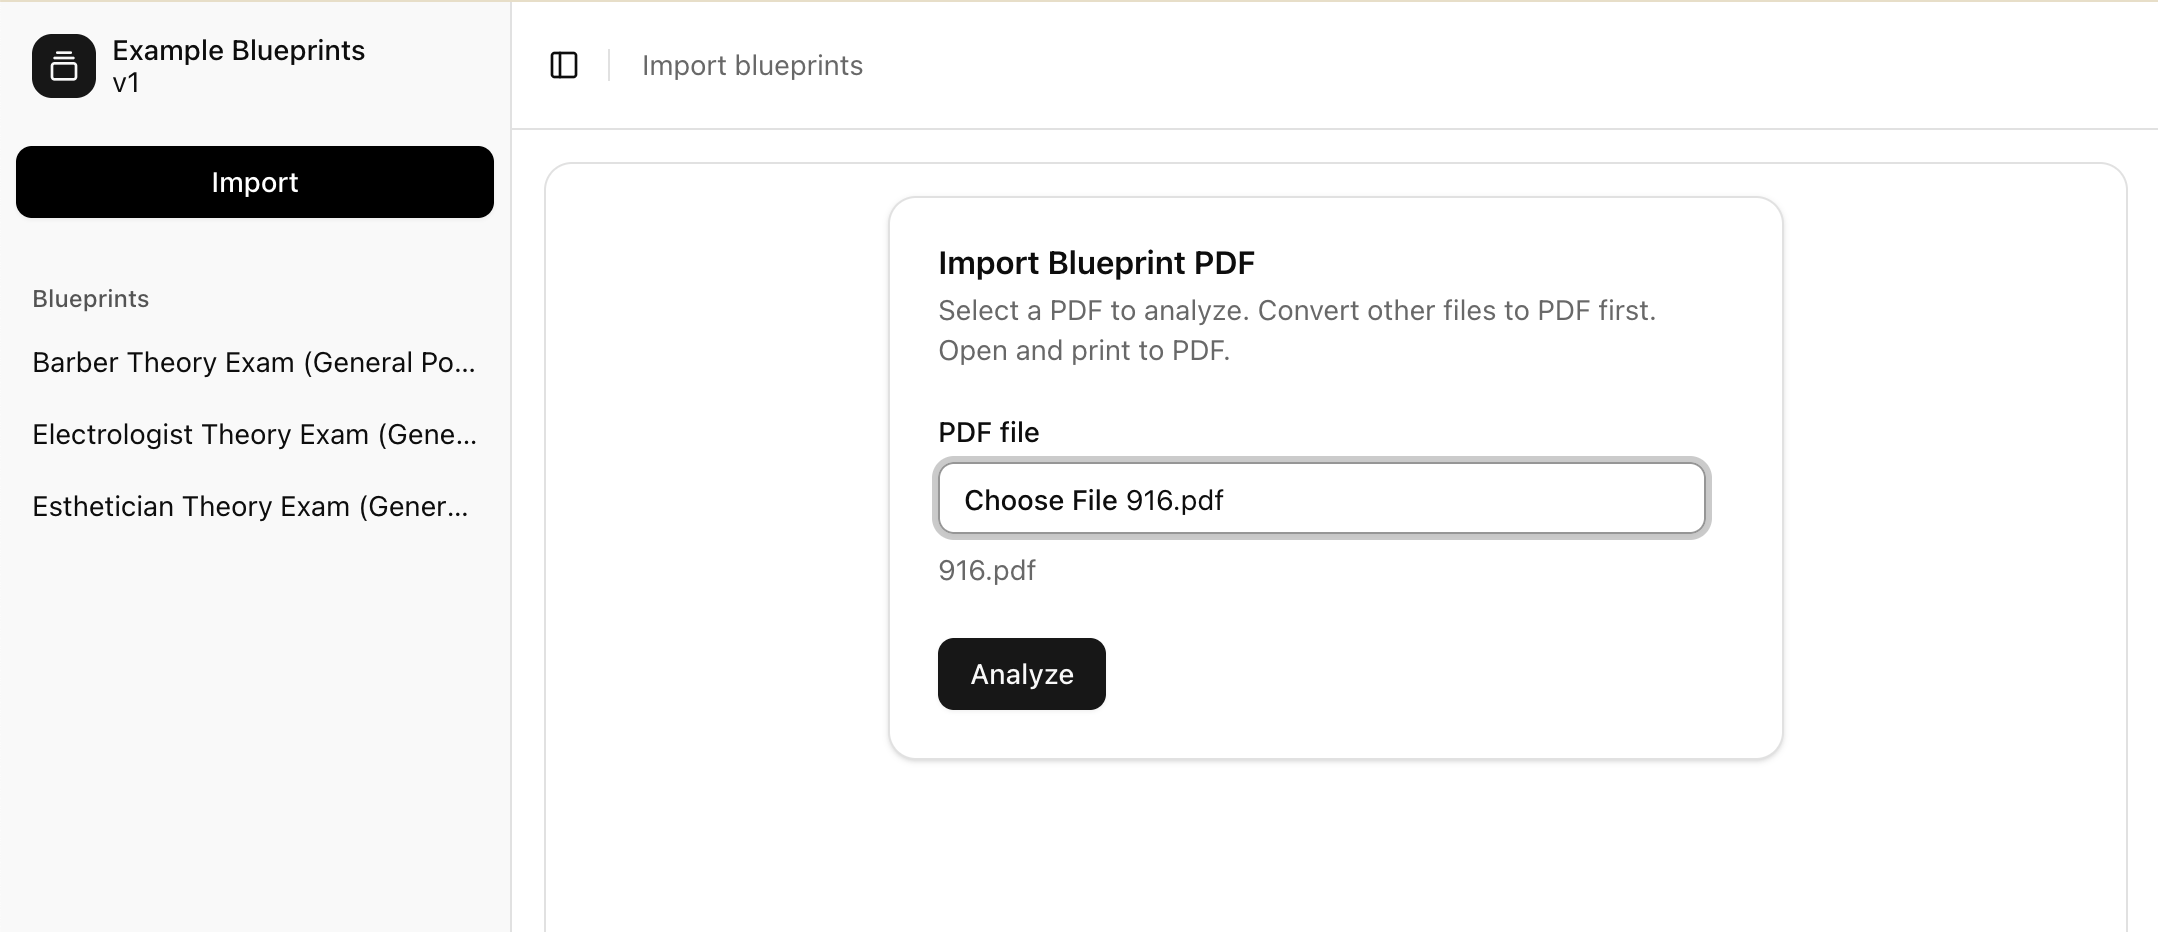 Example Blueprints
v1
Import
Blueprints
Barber Theory Exam (General Po...
Electrologist Theory Exam (Gene...
Esthetician Theory Exam (Gener...
Import blueprints
Import Blueprint PDF
Select a PDF to analyze. Convert other files to PDF first.
Open and print to PDF.
PDF file
Choose File 916.pdf
916.pdf
Analyze